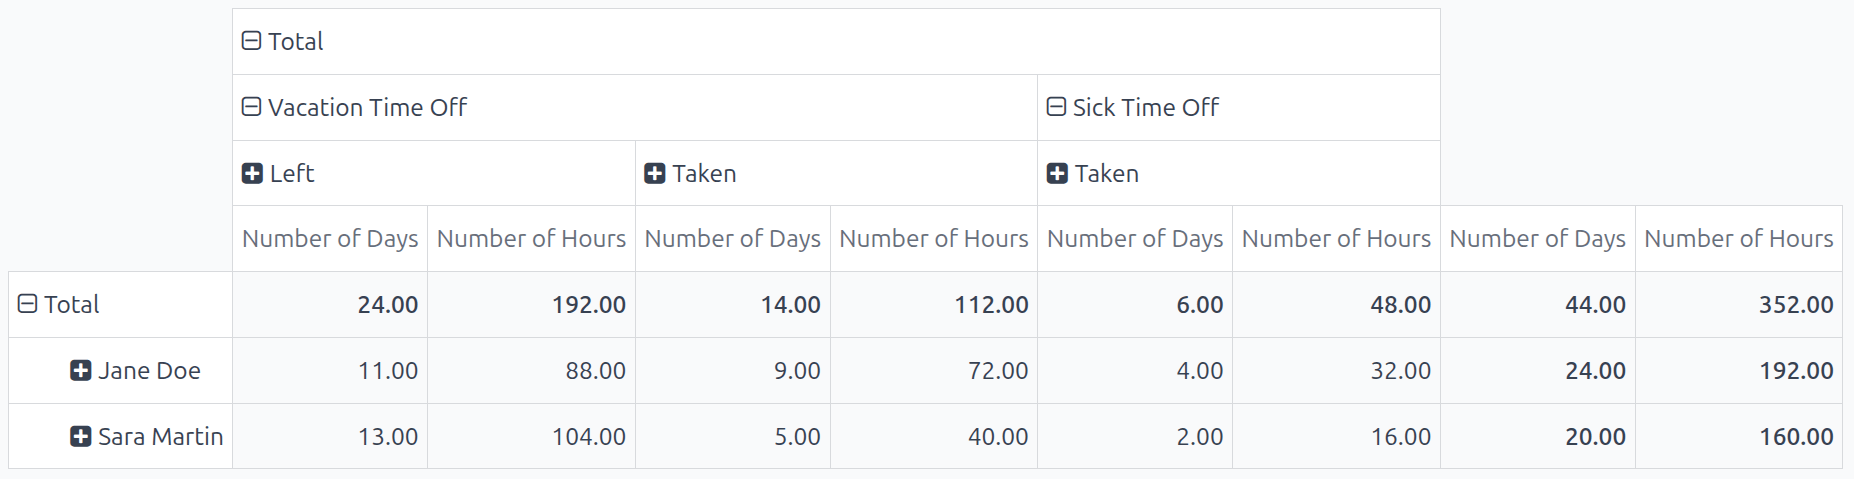 Total
Vacation Time Off Sick Time Off
Left Taken Taken
Number of Days Number of Hours Number of Days Number of Hours Number of Days Number of Hours Number of Days Number of Hours
Total 24.00 192.00 14.00 112.00 6.00 48.00 44.00 352.00
Jane Doe 11.00 88.00 9.00 72.00 4.00 32.00 24.00 192.00
Sara Martin 13.00 104.00 5.00 40.00 2.00 16.00 20.00 160.00